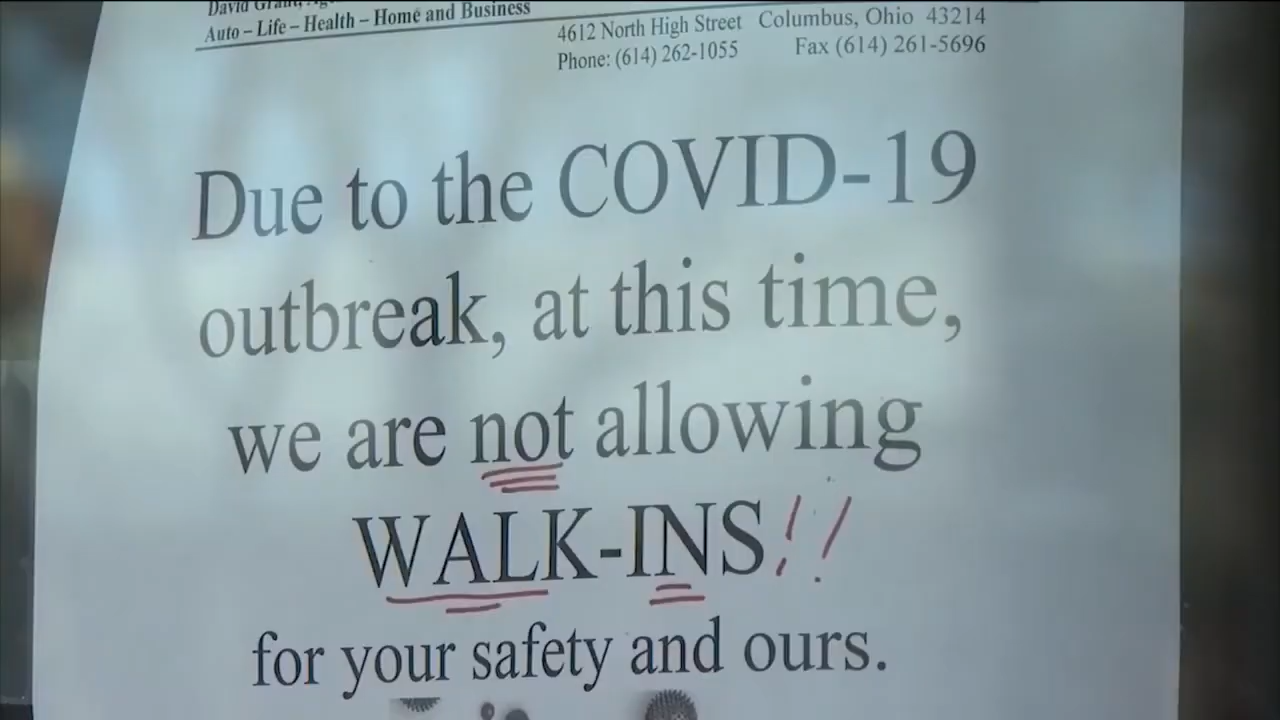 David
Auto – Life – Health – Home and Business
4612 North High Street Columbus, Ohio 43214
Phone: (614) 262-1055 Fax (614) 261-5696
Due to the COVID-19
outbreak, at this time,
we are not allowing
WALK-INS!!
for your safety and ours.